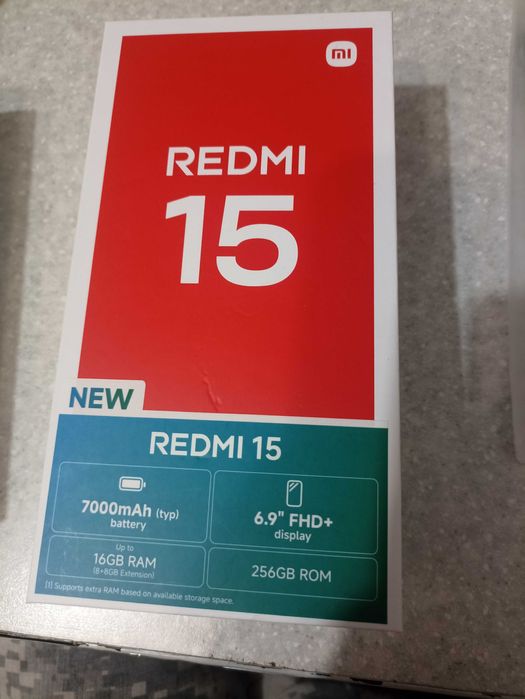 mi
REDMI
15
NEW
REDMI 15
7000mAh (typ)
battery
6.9" FHD+
display
Up to
16GB RAM
(8+8GB Extension)
256GB ROM
[1] Supports extra RAM based on available storage space.